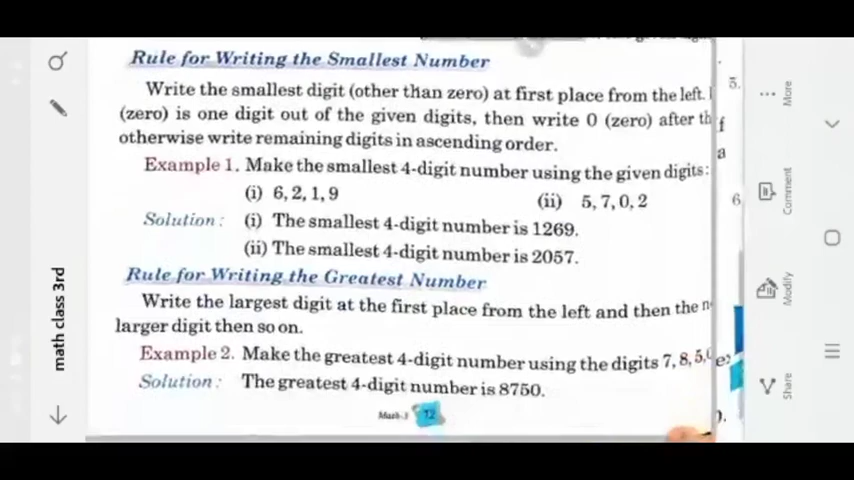 Rule for Writing the Smallest Number
Write the smallest digit (other than zero) at first place from the left.
(zero) is one digit out of the given digits, then write 0 (zero) after
otherwise write remaining digits in ascending order.
Example 1. Make the smallest 4-digit number using the given digits:
(i) 6, 2, 1, 9 (ii) 5, 7, 0, 2
Solution : (i) The smallest 4-digit number is 1269.
(ii) The smallest 4-digit number is 2057.
Rule for Writing the Greatest Number
Write the largest digit at the first place from the left and then the
larger digit then so on.
Example 2. Make the greatest 4-digit number using the digits 7, 8, 5,
Solution : The greatest 4-digit number is 8750.
Math-3 12
5.
6
math class 3rd
More
Comment
Modify
Share